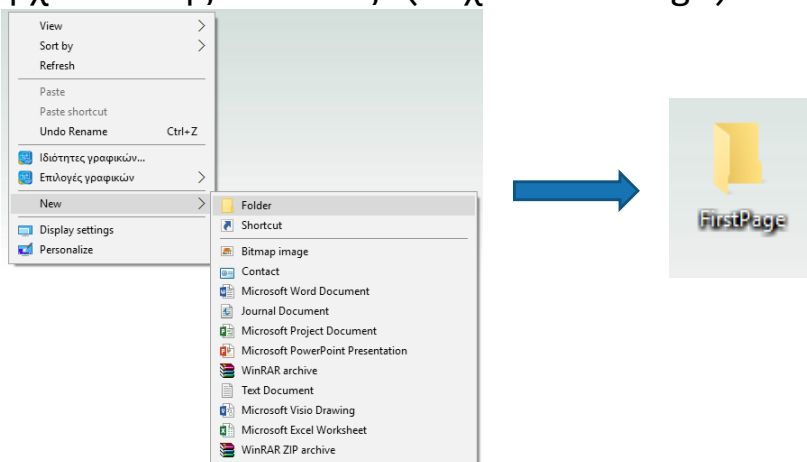 View
Sort by
Refresh
Paste
Paste shortcut
Undo Rename Ctrl+Z
Ιδιότητες γραφικών...
Επιλογές γραφικών
New
Display settings
Personalize
Folder
Shortcut
Bitmap image
Contact
Microsoft Word Document
Journal Document
Microsoft Project Document
Microsoft PowerPoint Presentation
WinRAR archive
Text Document
Microsoft Visio Drawing
Microsoft Excel Worksheet
WinRAR ZIP archive
FirstPage